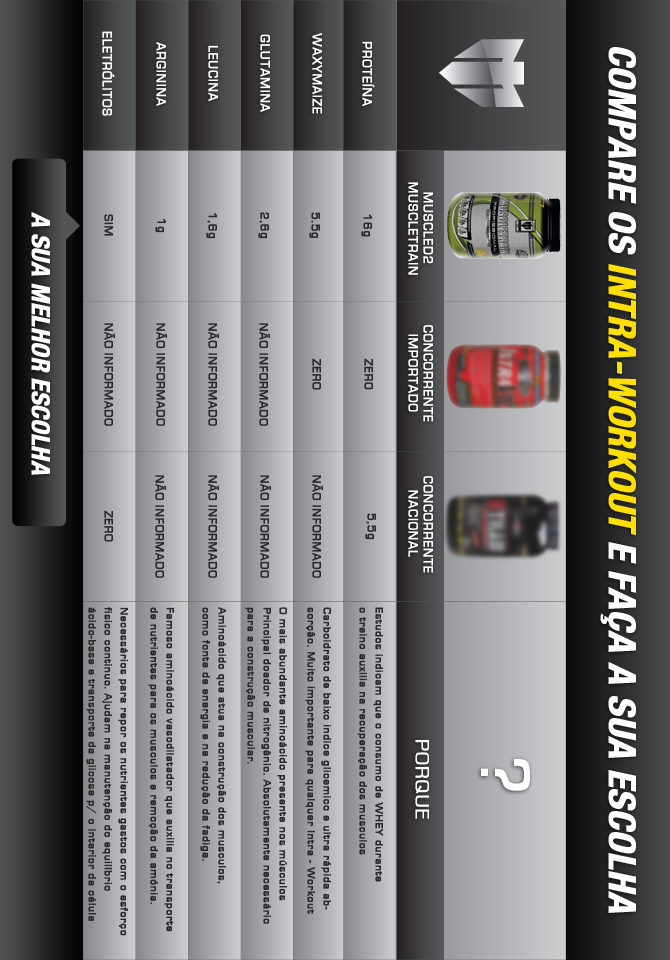 COMPARE OS INTRA-WORKOUT E FAÇA A SUA ESCOLHA
?
MUSCLED2
MUSCLETRAIN
CONCORRENTE
IMPORTADO
CONCORRENTE
NACIONAL
PORQUE
PROTEÍNA
16g
ZERO
5,5g
Estudos indicam que o consumo de WHEY durante
o treino auxilia na recuperação dos musculos
WAXYMAIZE
5.5g
ZERO
NÃO INFORMADO
Carboidrato de baixo indice glicemico e ultra rápida ab-
sorção. Muito importante para qualquer Intra - Workout
GLUTAMINA
2,6g
NÃO INFORMADO
NÃO INFORMADO
O mais abundante aminoácido presente nos músculos
Principal doador de nitrogênio. Absolutamente necessário
para a construção muscular.
LEUCINA
1,6g
NÃO INFORMADO
NÃO INFORMADO
Aminoácido que atua na construção dos musculos,
como fonte de energia e na redução da fadiga.
ARGININA
1g
NÃO INFORMADO
NÃO INFORMADO
Famoso aminoácido vasodilatador que auxilia no transporte
de nutrientes para os musculos e remoção da amônia.
ELETRÓLITOS
SIM
NÃO INFORMADO
ZERO
Necessários para repor os nutrientes gastos com o esforço
físico continuo. Ajudam na manutenção do equilíbrio
ácido-base e transporte da glicose p/ o interior da célula
A SUA MELHOR ESCOLHA